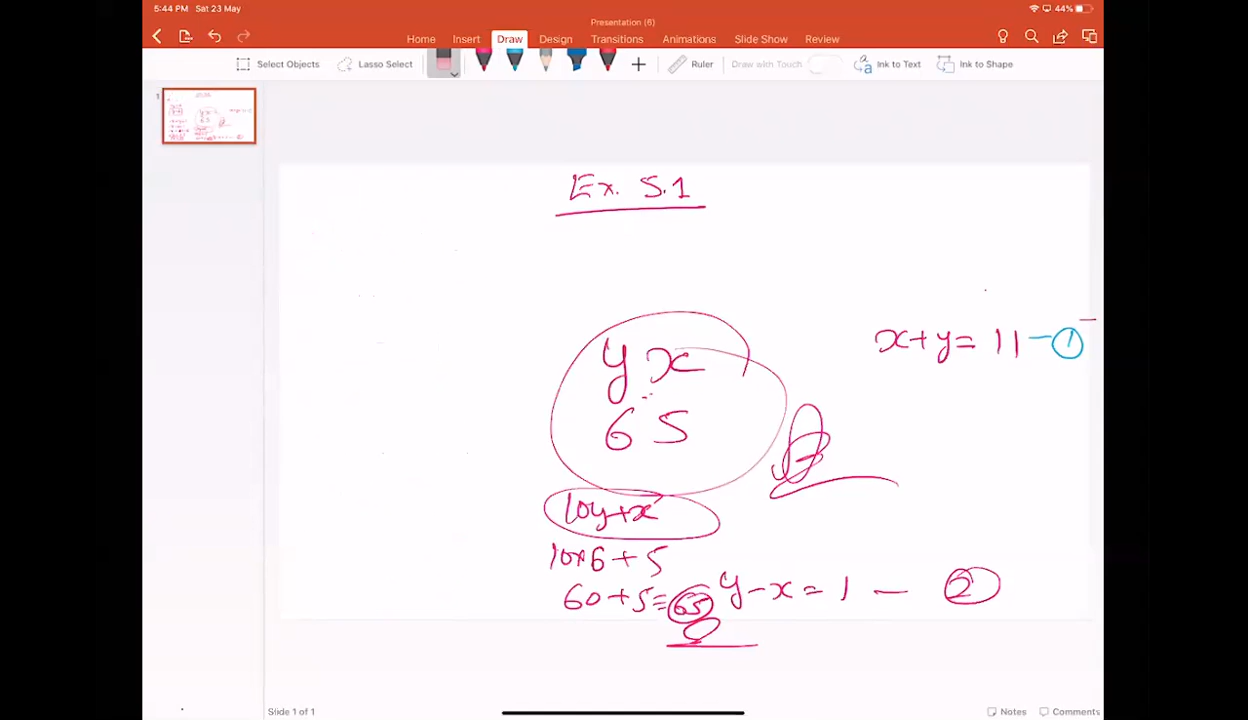 5:44 PM Sat 23 May 44%
Presentation (6)
Home Insert Draw Design Transitions Animations Slide Show Review
Select Objects Lasso Select Ruler Draw with Touch Ink to Text Ink to Shape
1
Ex. 5.1
x+y= 11 - 1
y x
6 5
10y+x
10×6 + 5
60+5= 65
y-x=1 - 2
Slide 1 of 1 Notes Comments